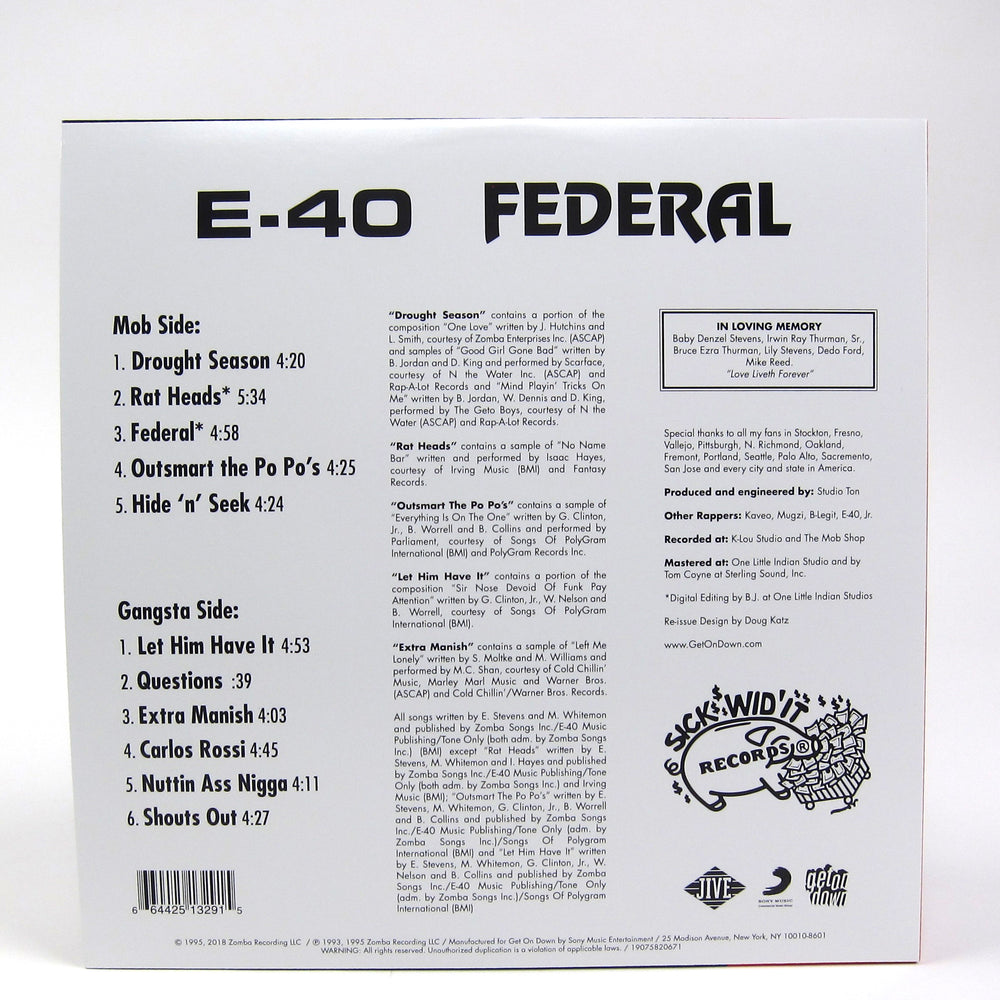 E-40 FEDERAL
Mob Side:
1. Drought Season 4:20
2. Rat Heads* 5:34
3. Federal* 4:58
4. Outsmart the Po Po's 4:25
5. Hide 'n' Seek 4:24
Gangsta Side:
1. Let Him Have It 4:53
2. Questions :39
3. Extra Manish 4:03
4. Carlos Rossi 4:45
5. Nuttin Ass Nigga 4:11
6. Shouts Out 4:27
6 64425 13291 5
"Drought Season" contains a portion of the
composition "One Love" written by J. Hutchins and
L. Smith, courtesy of Zomba Enterprises Inc. (ASCAP)
and samples of "Good Girl Gone Bad" written by
B. Jordan and D. King and performed by Scarface,
courtesy of N the Water Inc. (ASCAP) and
Rap-A-Lot Records and "Mind Playin' Tricks On
Me" written by B. Jordan, W. Dennis and D. King,
performed by The Geto Boys, courtesy of N the
Water (ASCAP) and Rap-A-Lot Records.
"Rat Heads" contains a sample of "No Name
Bar" written and performed by Isaac Hayes,
courtesy of Irving Music (BMI) and Fantasy
Records.
"Outsmart The Po Po's" contains a sample of
"Everything Is On The One" written by G. Clinton,
Jr., B. Worrell and B. Collins and performed by
Parliament, courtesy of Songs Of PolyGram
International (BMI) and PolyGram Records Inc.
"Let Him Have It" contains a portion of the
composition "Sir Nose Devoid Of Funk Pay
Attention" written by G. Clinton, Jr., W. Nelson and
B. Worrell, courtesy of Songs Of PolyGram
International (BMI).
"Extra Manish" contains a sample of "Left Me
Lonely" written by S. Moltke and M. Williams and
performed by M.C. Shan, courtesy of Cold Chillin'
Music, Marley Marl Music and Warner Bros.
(ASCAP) and Cold Chillin'/Warner Bros. Records.
All songs written by E. Stevens and M. Whitemon
and published by Zomba Songs Inc./E-40 Music
Publishing/Tone Only (both adm. by Zomba Songs
Inc.) (BMI) except "Rat Heads" written by E.
Stevens, M. Whitemon and I. Hayes and published
by Zomba Songs Inc./E-40 Music Publishing/Tone
Only (both adm. by Zomba Songs Inc.) and Irving
Music (BMI); "Outsmart The Po Po's" written by E.
Stevens, M. Whitemon, G. Clinton, Jr., B. Worrell
and B. Collins and published by Zomba Songs
Inc./E-40 Music Publishing/Tone Only (adm. by
Zomba Songs Inc.)/Songs Of Polygram
International (BMI) and "Let Him Have It" written
by E. Stevens, M. Whitemon, G. Clinton, Jr., W.
Nelson and B. Collins and published by Zomba
Songs Inc./E-40 Music Publishing/Tone Only
(adm. by Zomba Songs Inc.)/Songs Of Polygram
International (BMI)
IN LOVING MEMORY
Baby Denzel Stevens, Irwin Ray Thurman, Sr.,
Bruce Ezra Thurman, Lily Stevens, Dedo Ford,
Mike Reed.
"Love Liveth Forever"
Special thanks to all my fans in Stockton, Fresno,
Vallejo, Pittsburgh, N. Richmond, Oakland,
Fremont, Portland, Seattle, Palo Alto, Sacremento,
San Jose and every city and state in America.
Produced and engineered by: Studio Ton
Other Rappers: Kaveo, Mugzi, B-Legit, E-40, Jr.
Recorded at: K-Lou Studio and The Mob Shop
Mastered at: One Little Indian Studio and by
Tom Coyne at Sterling Sound, Inc.
*Digital Editing by B.J. at One Little Indian Studios
Re-issue Design by Doug Katz
www.GetOnDown.com
SICK WID' IT
RECORDS ®
JIVE
SONY MUSIC
get on
down
© 1995, 2018 Zomba Recording LLC / ℗ 1993, 1995 Zomba Recording LLC / Manufactured for Get On Down by Sony Music Entertainment / 25 Madison Avenue, New York, NY 10010-8601
WARNING: All rights reserved. Unauthorized duplication is a violation of applicable laws. / 19075820671